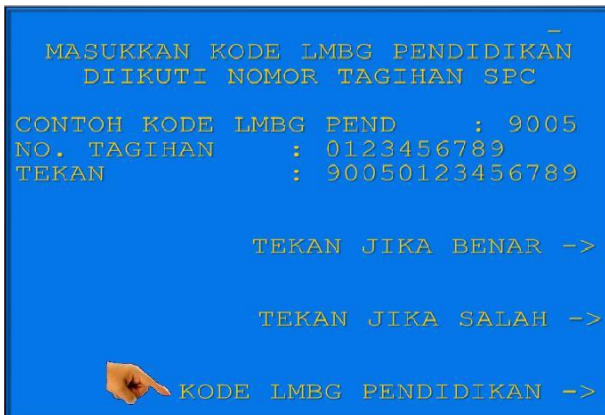 MASUKKAN KODE LMBG PENDIDIKAN
DIIKUTI NOMOR TAGIHAN SPC
CONTOH KODE LMBG PEND : 9005
NO. TAGIHAN : 0123456789
TEKAN : 90050123456789
TEKAN JIKA BENAR ->
TEKAN JIKA SALAH ->
KODE LMBG PENDIDIKAN ->